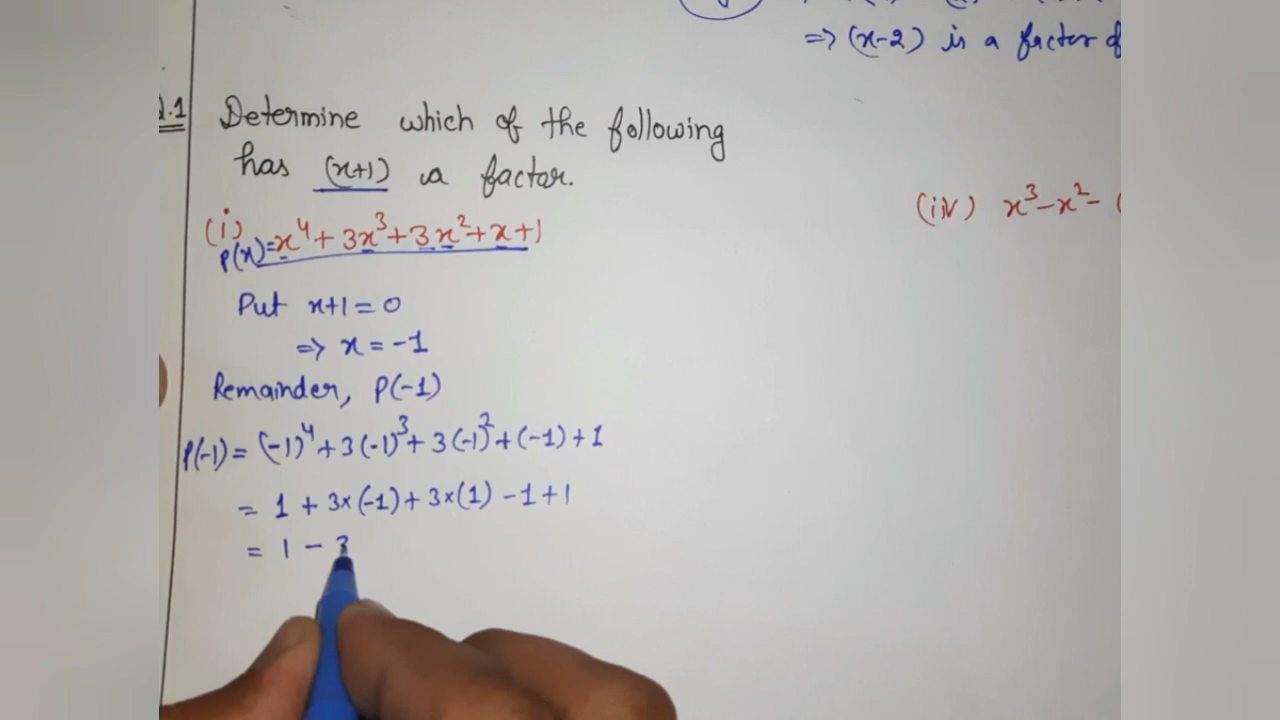 ⇒ (x-2) is a factor of
Q.1 Determine which of the following
has (x+1) a factor.
(i)
p(x)= x⁴ + 3x³ + 3x² + x + 1
(iv) x³-x²-
Put x+1 = 0
⇒ x = -1
Remainder, P(-1)
P(-1) = (-1)⁴ + 3(-1)³ + 3(-1)² + (-1) + 1
= 1 + 3×(-1) + 3×(1) - 1 + 1
= 1 - 3